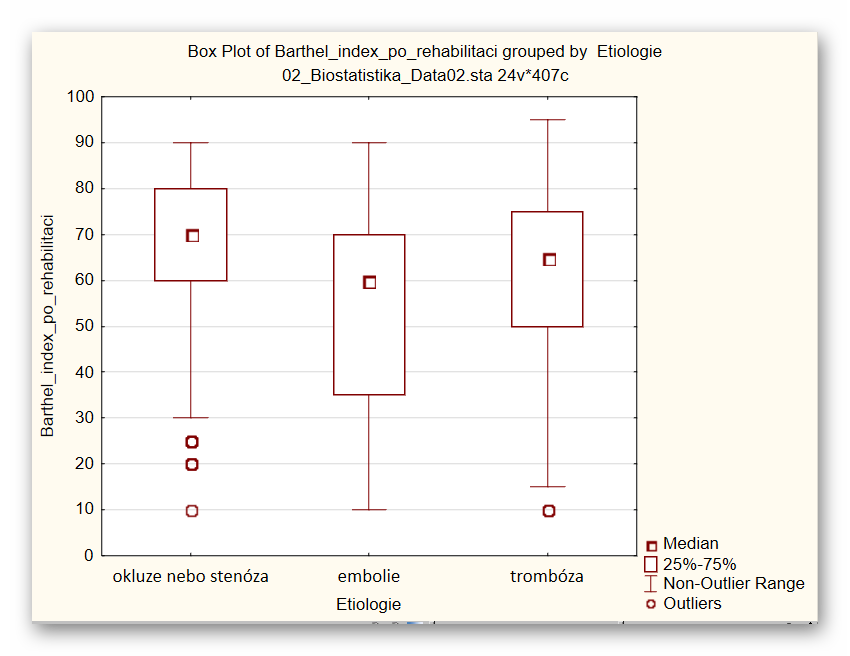 Box Plot of Barthel_index_po_rehabilitaci grouped by  Etiologie
02_Biostatistika_Data02.sta 24v*407c
100
90
80
70
60
50
40
30
20
10
0
Barthel_index_po_rehabilitaci
okluze nebo stenóza
embolie
trombóza
Etiologie
Median
25%-75%
Non-Outlier Range
Outliers